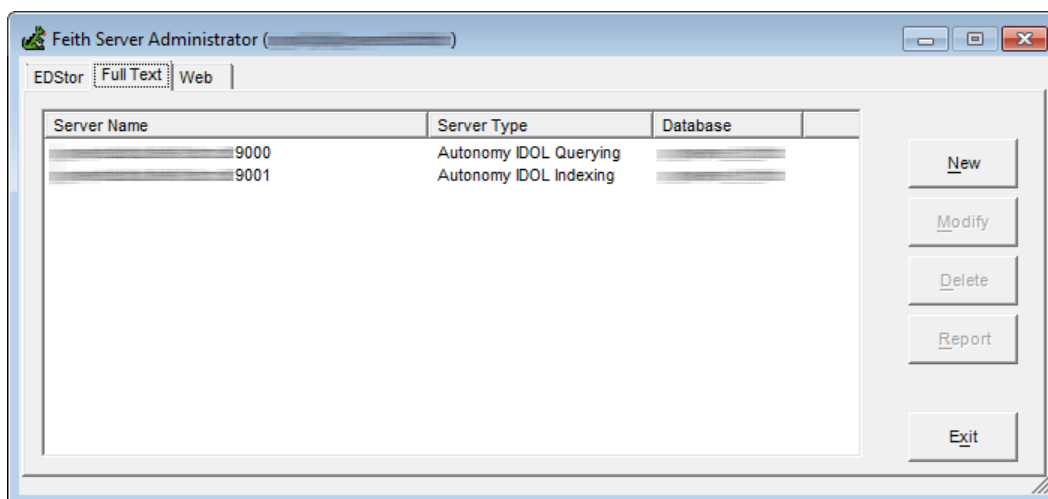 Feith Server Administrator ( )
EDStor Full Text Web
Server Name Server Type Database
9000 Autonomy IDOL Querying
9001 Autonomy IDOL Indexing
New
Modify
Delete
Report
Exit